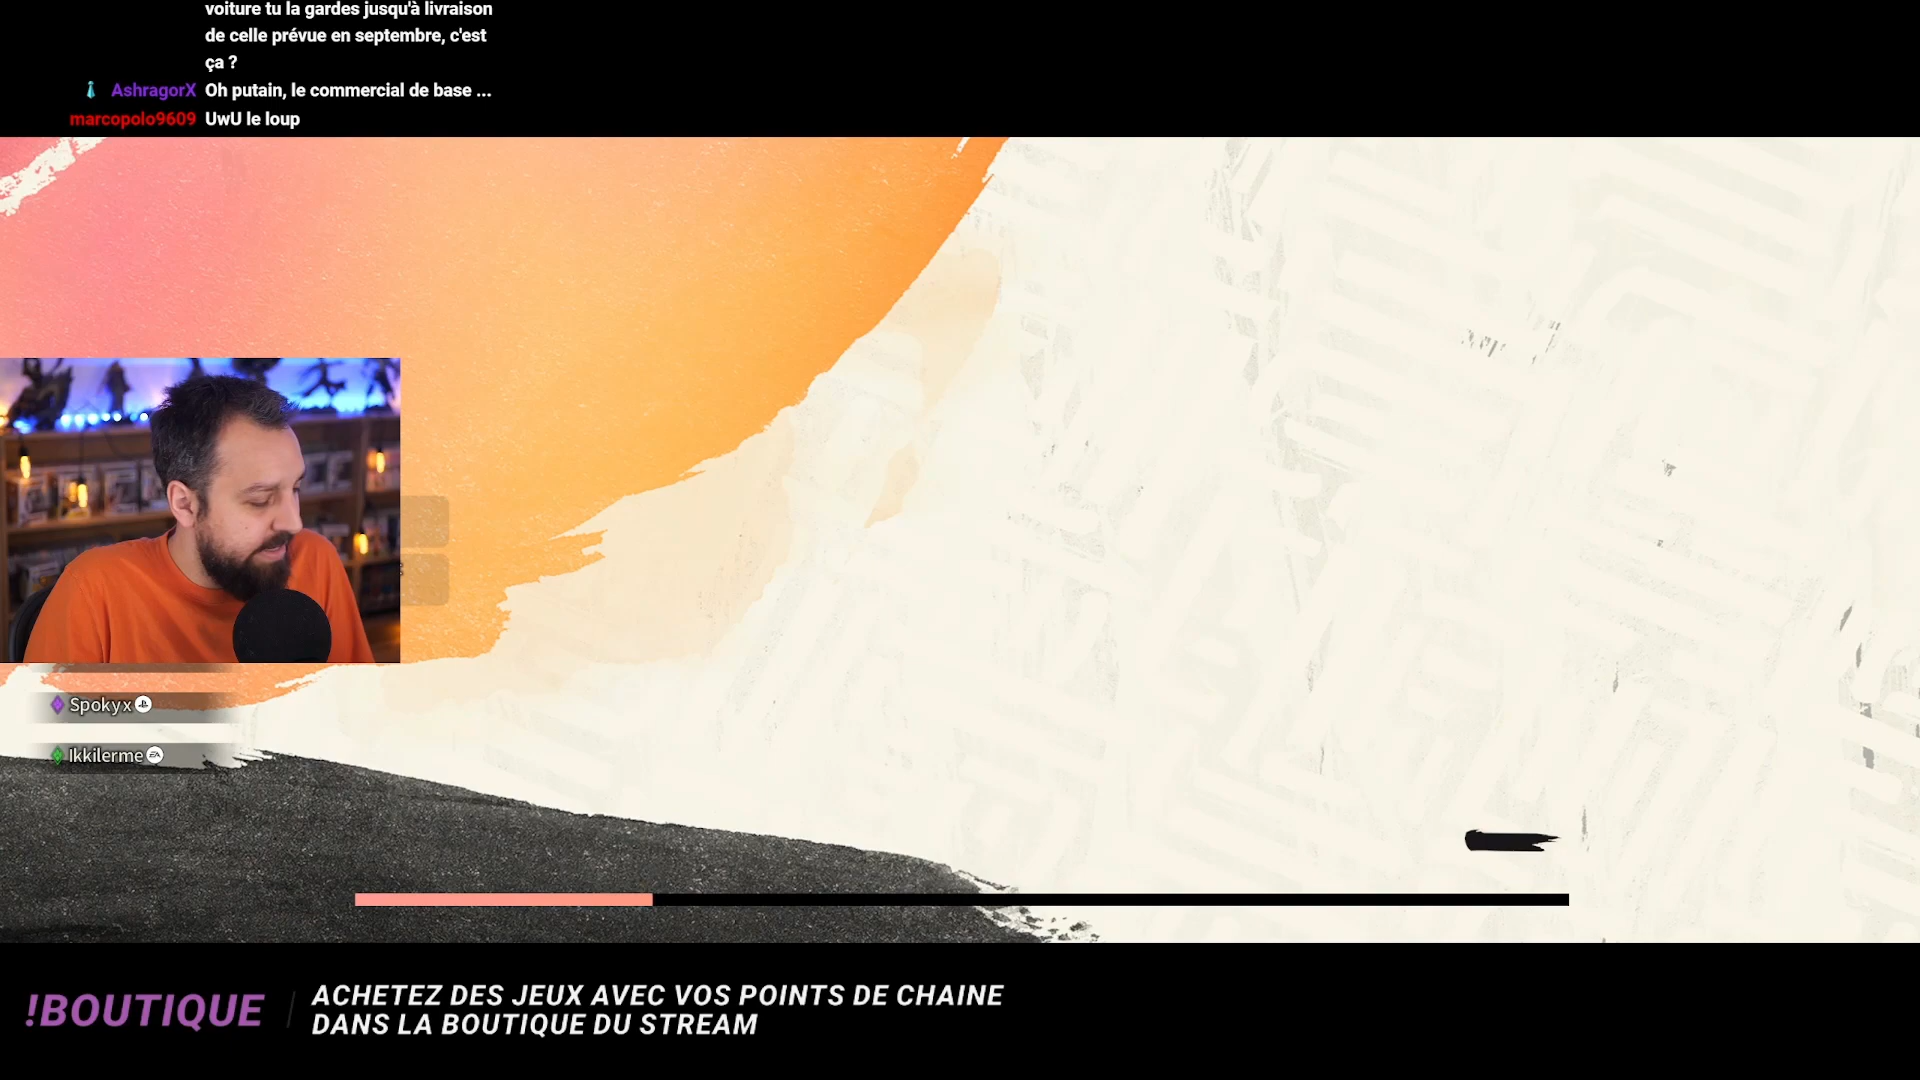 voiture tu la gardes jusqu'à livraison
de celle prévue en septembre, c'est
ça ?
AshragorX Oh putain, le commercial de base ...
marcopolo9609 UwU le loup
Spokyx
Ikkilerme EA
!BOUTIQUE
ACHETEZ DES JEUX AVEC VOS POINTS DE CHAINE
DANS LA BOUTIQUE DU STREAM